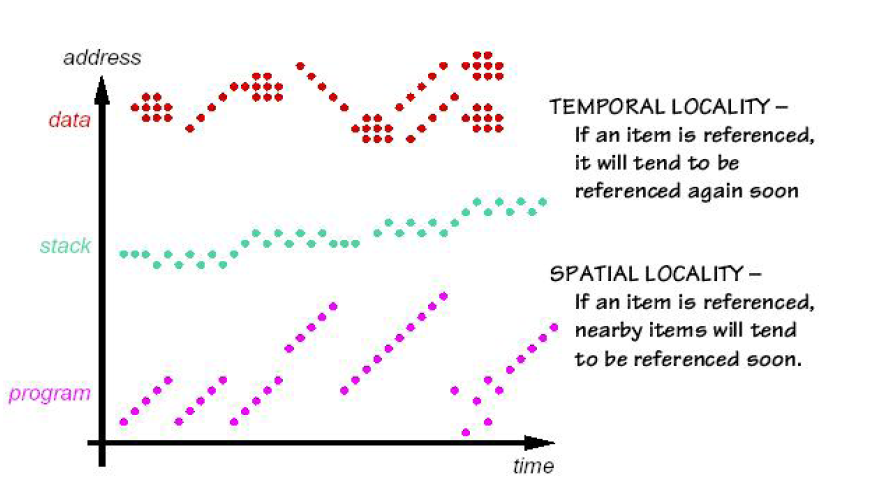 address
data
stack
program
time
TEMPORAL LOCALITY –
If an item is referenced,
it will tend to be
referenced again soon
SPATIAL LOCALITY –
If an item is referenced,
nearby items will tend
to be referenced soon.